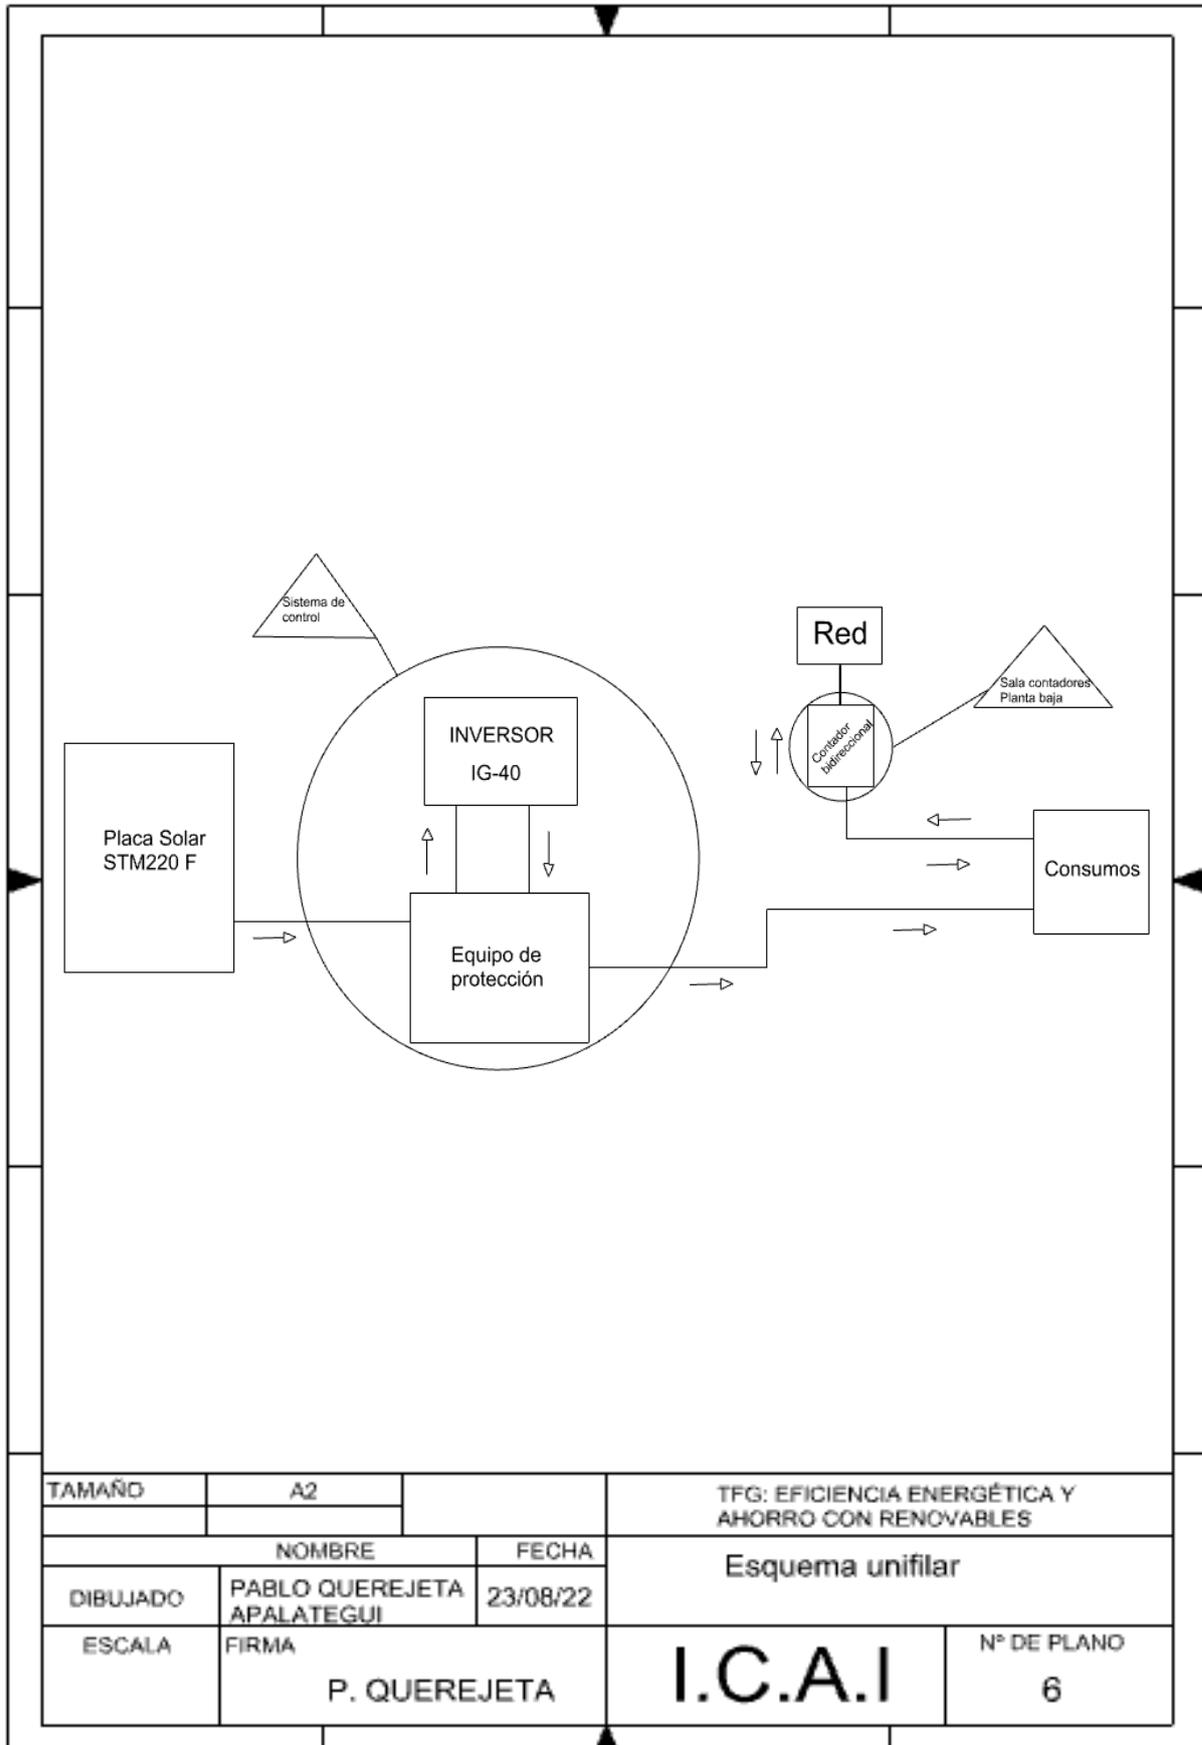 Sistema de
control
Red
Sala contadores
Planta baja
INVERSOR
IG-40
Contador
bidireccional
Placa Solar
STM220 F
Consumos
Equipo de
protección
TAMAÑO
A2
TFG: EFICIENCIA ENERGÉTICA Y
AHORRO CON RENOVABLES
NOMBRE
FECHA
Esquema unifilar
DIBUJADO
PABLO QUEREJETA
APALATEGUI
23/08/22
ESCALA
FIRMA
P. QUEREJETA
I.C.A.I
Nº DE PLANO
6